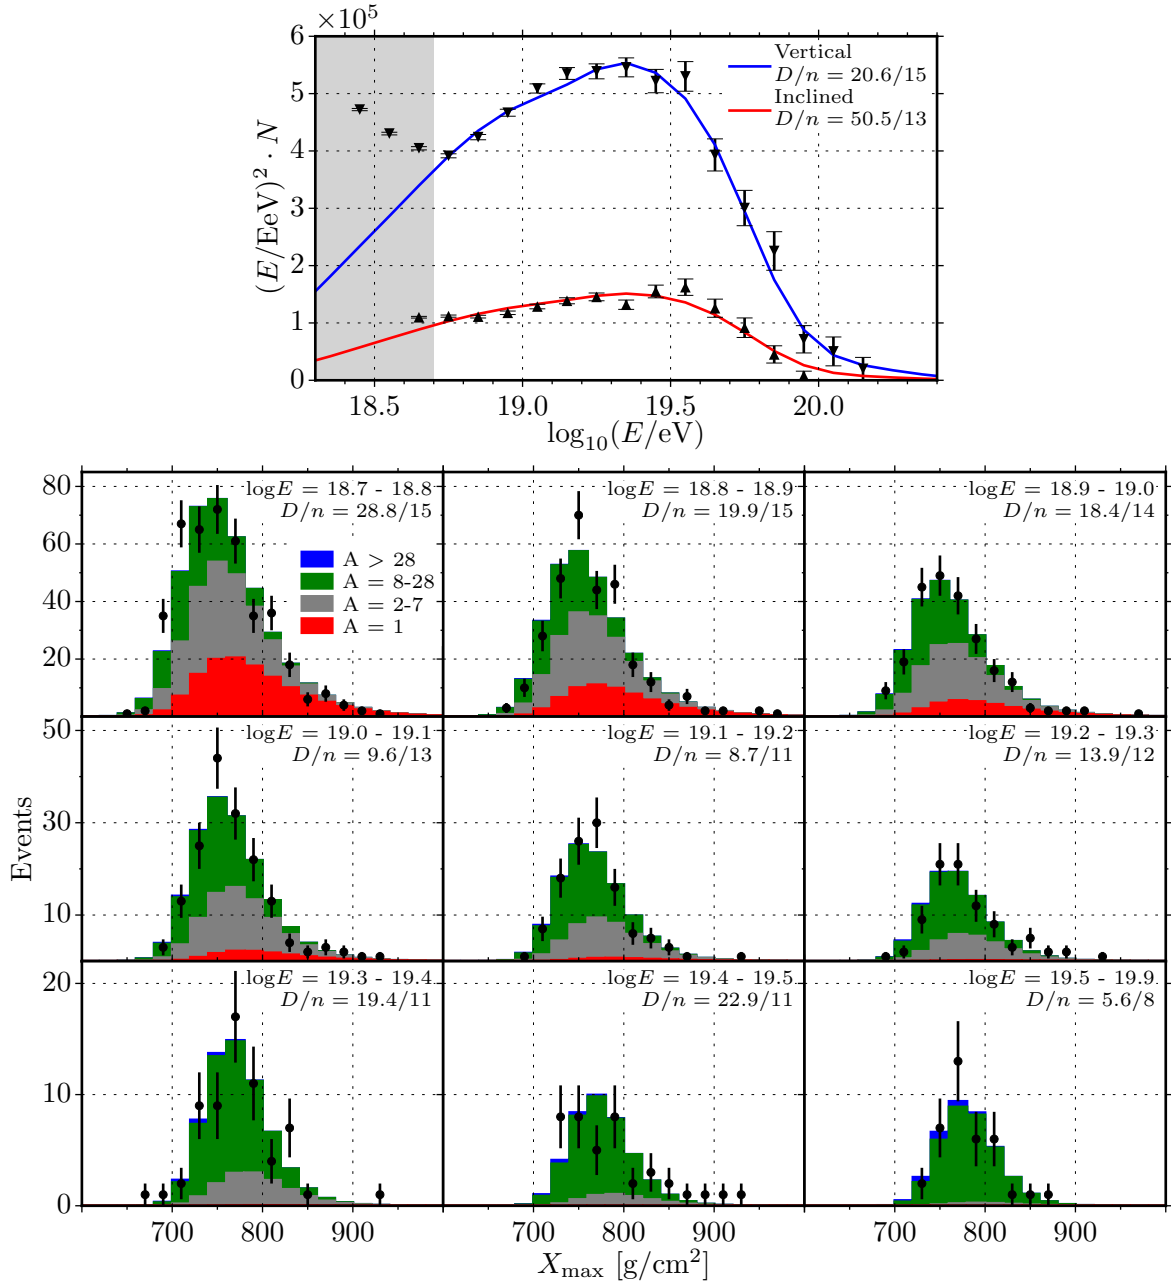 ×10⁵
6
5
4
3
2
1
0
(E/EeV)² · N
Vertical
D/n = 20.6/15
Inclined
D/n = 50.5/13
18.5 19.0 19.5 20.0
log₁₀(E/eV)
80
60
40
20
logE = 18.7 - 18.8
D/n = 28.8/15
A > 28
A = 8-28
A = 2-7
A = 1
logE = 18.8 - 18.9
D/n = 19.9/15
logE = 18.9 - 19.0
D/n = 18.4/14
Events
50
30
10
logE = 19.0 - 19.1
D/n = 9.6/13
logE = 19.1 - 19.2
D/n = 8.7/11
logE = 19.2 - 19.3
D/n = 13.9/12
20
10
0
logE = 19.3 - 19.4
D/n = 19.4/11
logE = 19.4 - 19.5
D/n = 22.9/11
logE = 19.5 - 19.9
D/n = 5.6/8
700 800 900 700 800 900 700 800 900
Xmax [g/cm²]